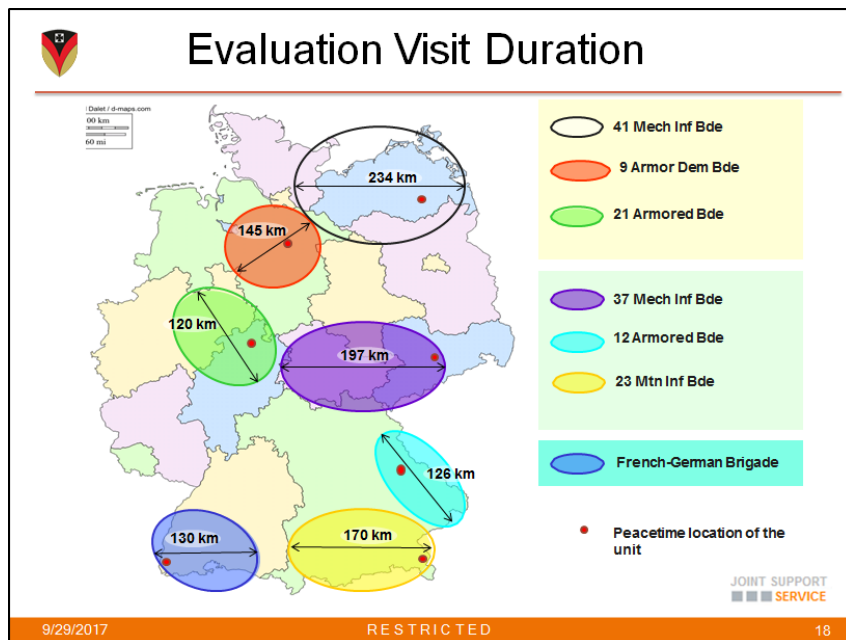 Evaluation Visit Duration
Dalet / d-maps.com
00 km
60 mi
234 km
145 km
120 km
197 km
126 km
130 km
170 km
41 Mech Inf Bde
9 Armor Dem Bde
21 Armored Bde
37 Mech Inf Bde
12 Armored Bde
23 Mtn Inf Bde
French-German Brigade
Peacetime location of the
unit
JOINT SUPPORT
SERVICE
9/29/2017
RESTRICTED
18